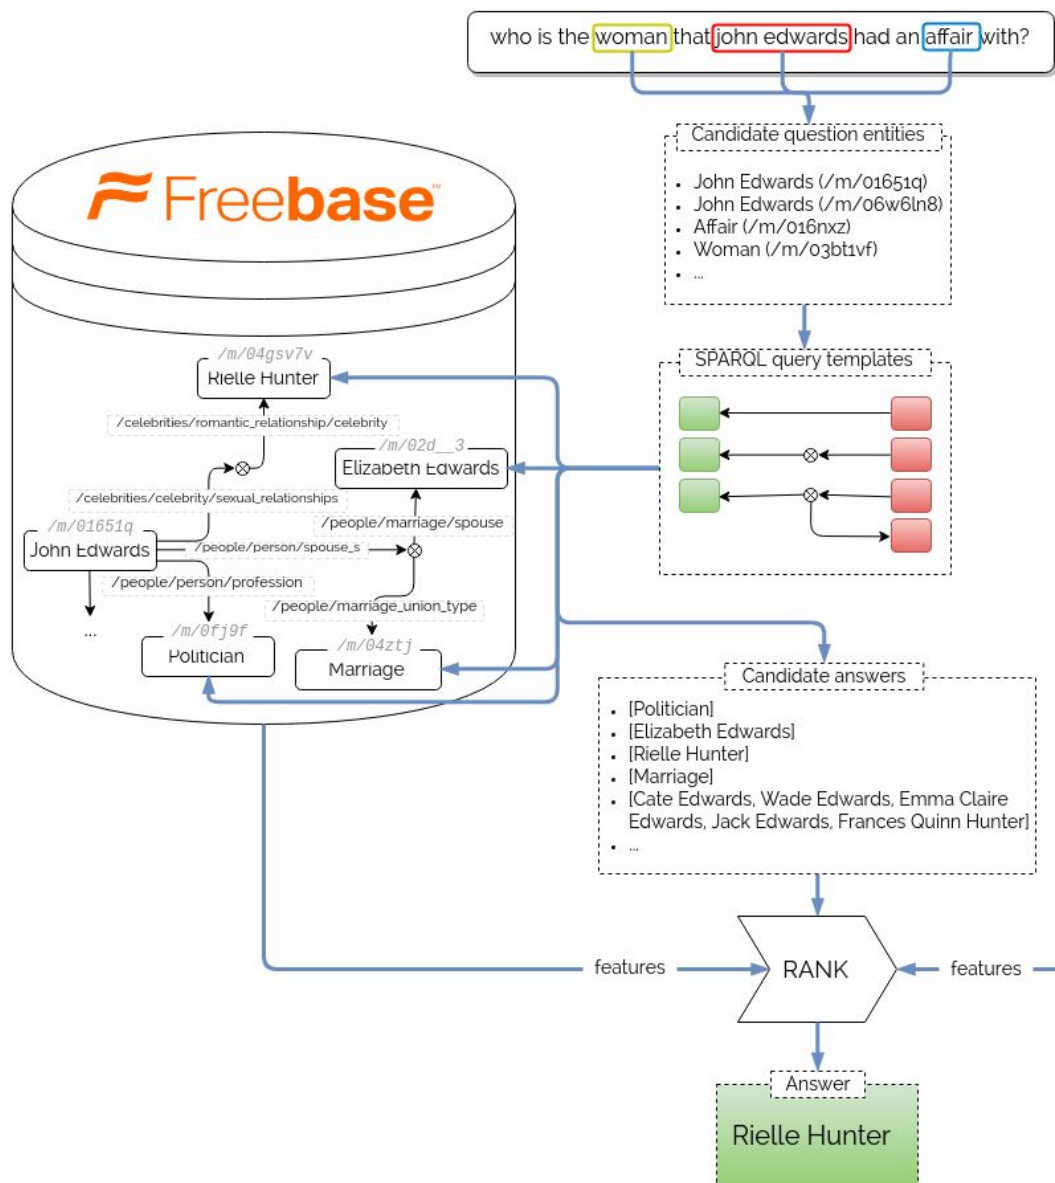 who is the woman that john edwards had an affair with?
Candidate question entities
• John Edwards (/m/01651q)
• John Edwards (/m/06w6ln8)
• Affair (/m/016nxz)
• Woman (/m/03bt1vf)
• ...
Freebase™
SPARQL query templates
/m/04gsv7v
Rielle Hunter
/celebrities/romantic_relationship/celebrity
/m/02d__3
Elizabeth Edwards
/celebrities/celebrity/sexual_relationships
/people/marriage/spouse
/m/01651q
John Edwards
/people/person/spouse_s
/people/person/profession
/people/marriage_union_type
...
/m/0fj9f
Politician
/m/04ztj
Marriage
Candidate answers
• [Politician]
• [Elizabeth Edwards]
• [Rielle Hunter]
• [Marriage]
• [Cate Edwards, Wade Edwards, Emma Claire
Edwards, Jack Edwards, Frances Quinn Hunter]
• ...
features
RANK
features
Answer
Rielle Hunter